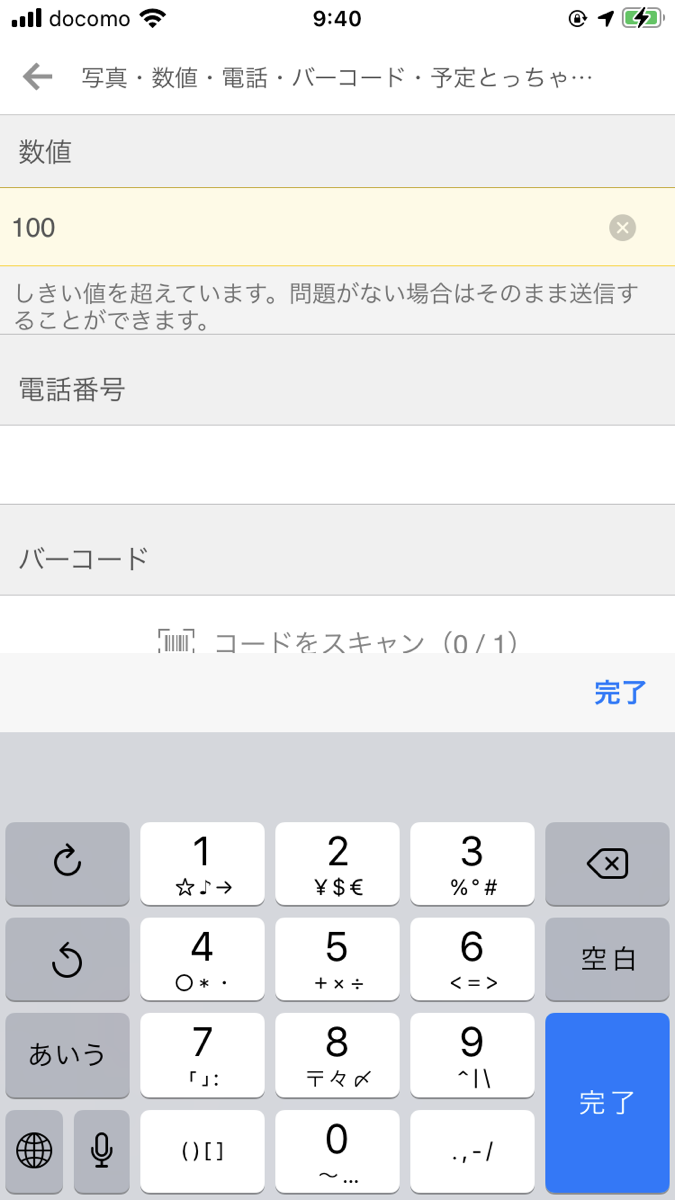 docomo 9:40
写真・数値・電話・バーコード・予定とっちゃ…
数値
100
しきい値を超えています。問題がない場合はそのまま送信す
ることができます。
電話番号
バーコード
コードをスキャン（0 / 1）
完了
1 2 3
☆♪→ ¥$€ %°#
4 5 6 空白
○*・ +×÷ <=>
あいう 7 8 9
「」: 〒々〆 ^|\
完了
()[] 0 .,-/
～…